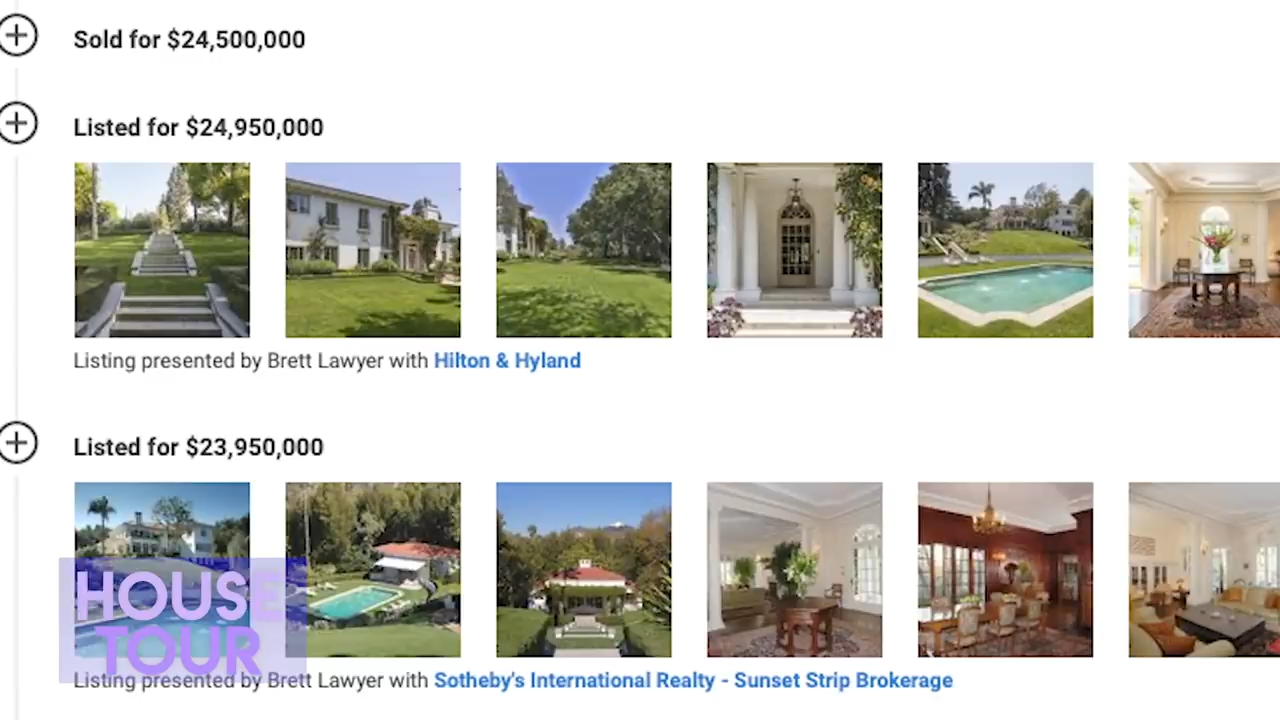 Sold for $24,500,000
Listed for $24,950,000
Listing presented by Brett Lawyer with Hilton & Hyland
Listed for $23,950,000
HOUSE
TOUR
Listing presented by Brett Lawyer with Sotheby's International Realty - Sunset Strip Brokerage